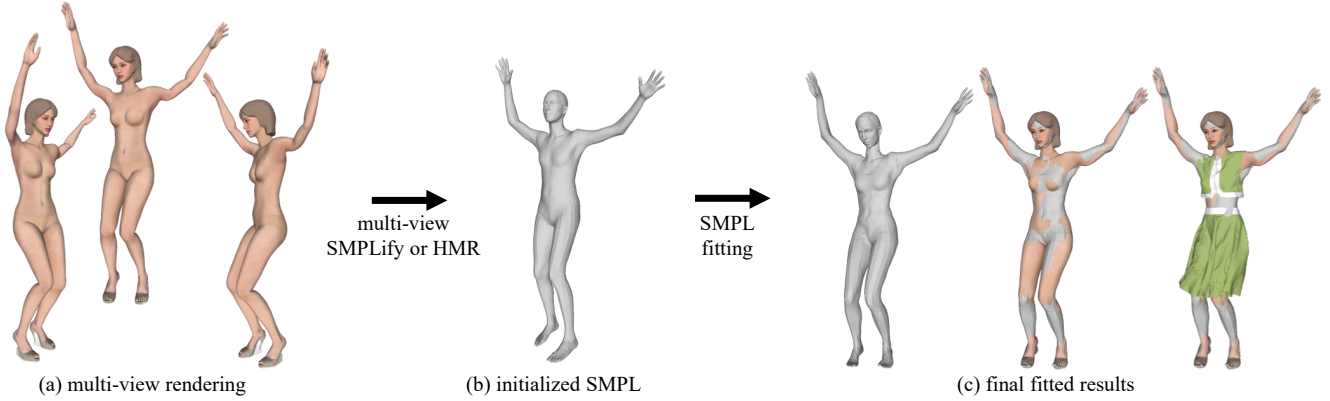 multi-view
SMPLify or HMR
SMPL
fitting
(a) multi-view rendering
(b) initialized SMPL
(c) final fitted results